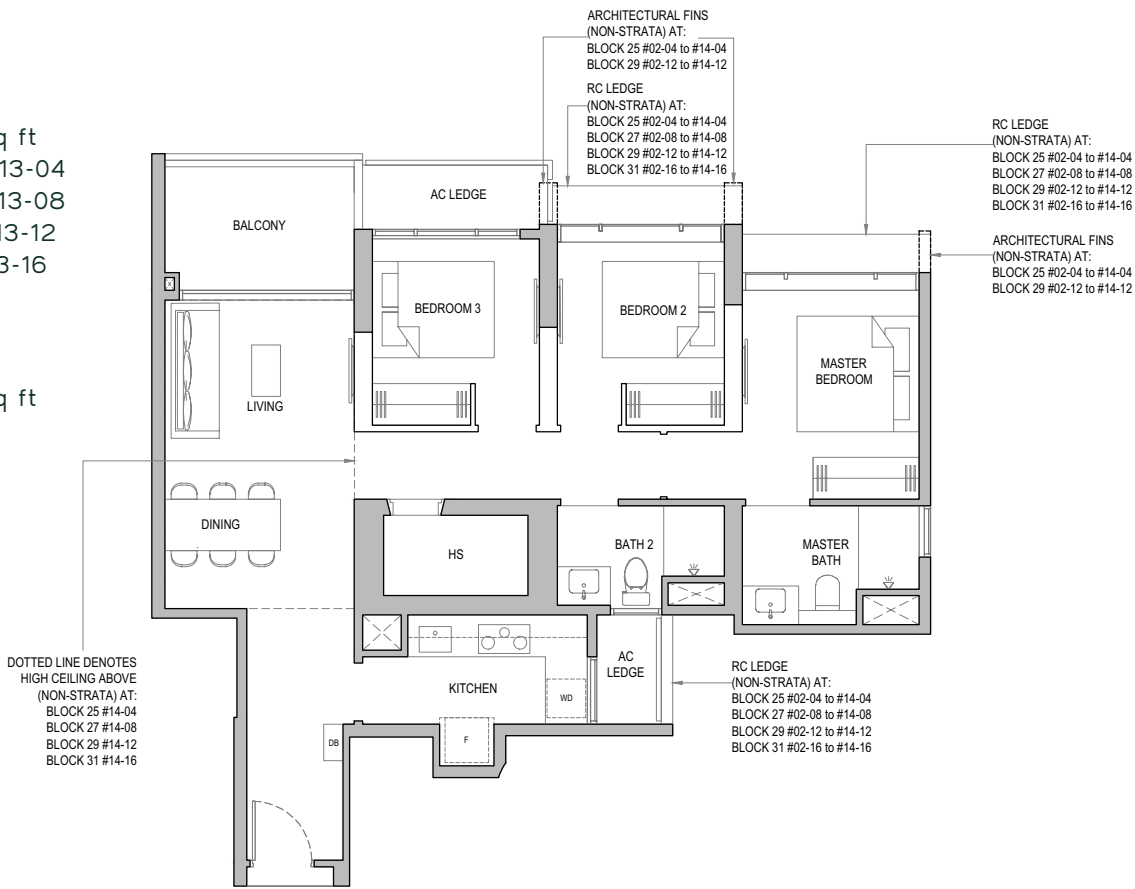 ARCHITECTURAL FINS
(NON-STRATA) AT:
BLOCK 25 #02-04 to #14-04
BLOCK 29 #02-12 to #14-12
RC LEDGE
(NON-STRATA) AT:
BLOCK 25 #02-04 to #14-04
BLOCK 27 #02-08 to #14-08
BLOCK 29 #02-12 to #14-12
BLOCK 31 #02-16 to #14-16
RC LEDGE
(NON-STRATA) AT:
BLOCK 25 #02-04 to #14-04
BLOCK 27 #02-08 to #14-08
BLOCK 29 #02-12 to #14-12
BLOCK 31 #02-16 to #14-16
ARCHITECTURAL FINS
(NON-STRATA) AT:
BLOCK 25 #02-04 to #14-04
BLOCK 29 #02-12 to #14-12
q ft
13-04
13-08
13-12
3-16
q ft
AC LEDGE
BALCONY
BEDROOM 3
BEDROOM 2
MASTER
BEDROOM
LIVING
DINING
HS
BATH 2
MASTER
BATH
KITCHEN
AC
LEDGE
WD
F
DB
DOTTED LINE DENOTES
HIGH CEILING ABOVE
(NON-STRATA) AT:
BLOCK 25 #14-04
BLOCK 27 #14-08
BLOCK 29 #14-12
BLOCK 31 #14-16
RC LEDGE
(NON-STRATA) AT:
BLOCK 25 #02-04 to #14-04
BLOCK 27 #02-08 to #14-08
BLOCK 29 #02-12 to #14-12
BLOCK 31 #02-16 to #14-16